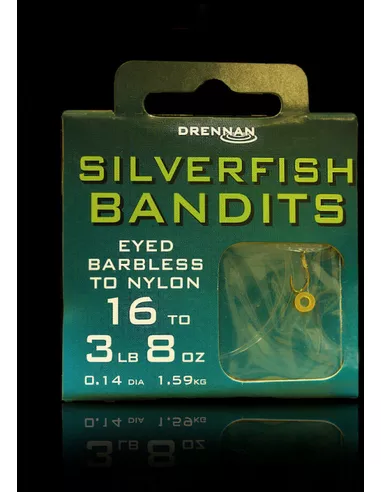 DRENNAN
SILVERFISH
BANDITS
EYED
BARBLESS
TO NYLON
16 TO
3 LB 8 OZ
0.14 DIA 1.59KG